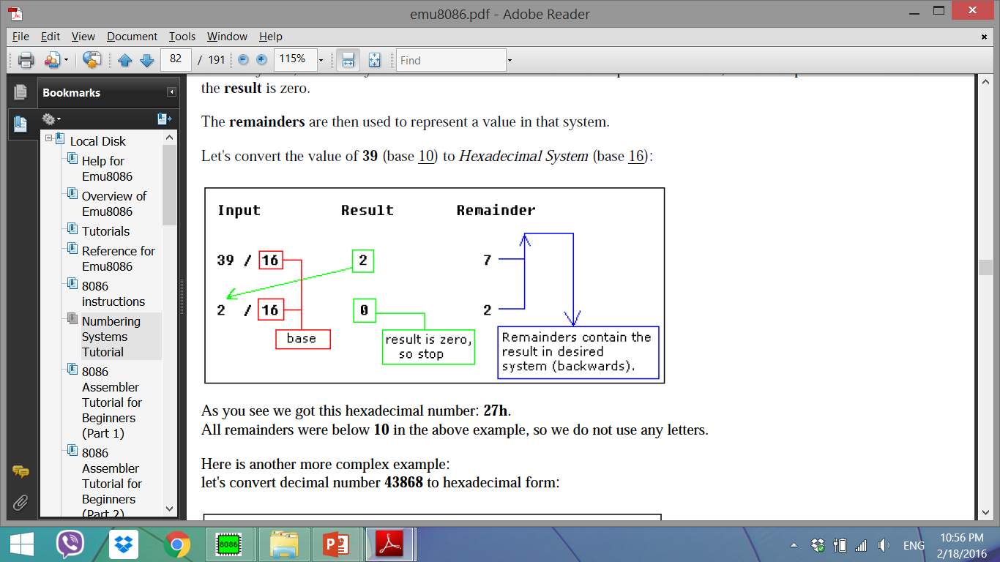 emu8086.pdf - Adobe Reader
File Edit View Document Tools Window Help
82 / 191 115% Find
Bookmarks
Local Disk
Help for
Emu8086
Overview of
Emu8086
Tutorials
Reference for
Emu8086
8086
instructions
Numbering
Systems
Tutorial
8086
Assembler
Tutorial for
Beginners
(Part 1)
8086
Assembler
Tutorial for
Beginners
(Part 2)
the result is zero.
The remainders are then used to represent a value in that system.
Let's convert the value of 39 (base 10) to Hexadecimal System (base 16):
Input Result Remainder
39 / 16 2 7
2 / 16 0 2
base
result is zero,
so stop
Remainders contain the
result in desired
system (backwards).
As you see we got this hexadecimal number: 27h.
All remainders were below 10 in the above example, so we do not use any letters.
Here is another more complex example:
let's convert decimal number 43868 to hexadecimal form:
8086
ENG
10:56 PM
2/18/2016